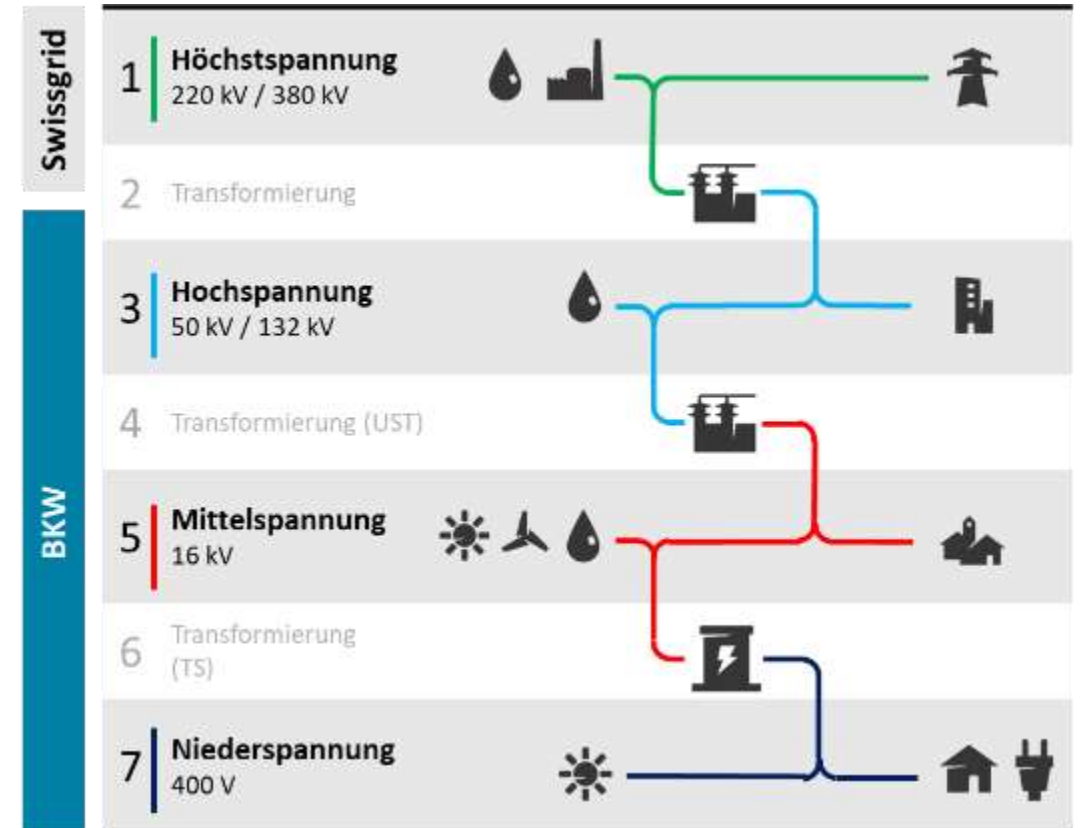 Swissgrid
1
Höchstspannung
220 kV / 380 kV
2
Transformierung
BKW
3
Hochspannung
50 kV / 132 kV
4
Transformierung (UST)
5
Mittelspannung
16 kV
6
Transformierung
(TS)
7
Niederspannung
400 V